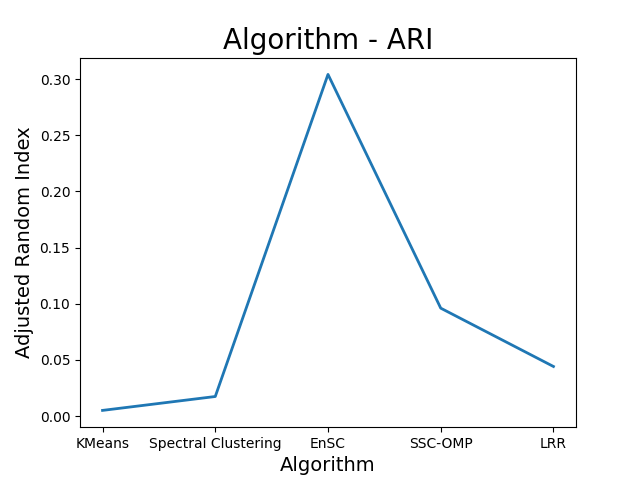 Algorithm - ARI
Adjusted Random Index
0.30
0.25
0.20
0.15
0.10
0.05
0.00
KMeans Spectral Clustering EnSC SSC-OMP LRR
Algorithm